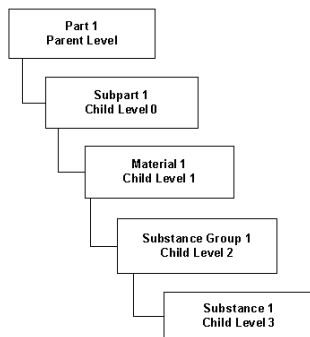 Part 1
Parent Level
Subpart 1
Child Level 0
Material 1
Child Level 1
Substance Group 1
Child Level 2
Substance 1
Child Level 3